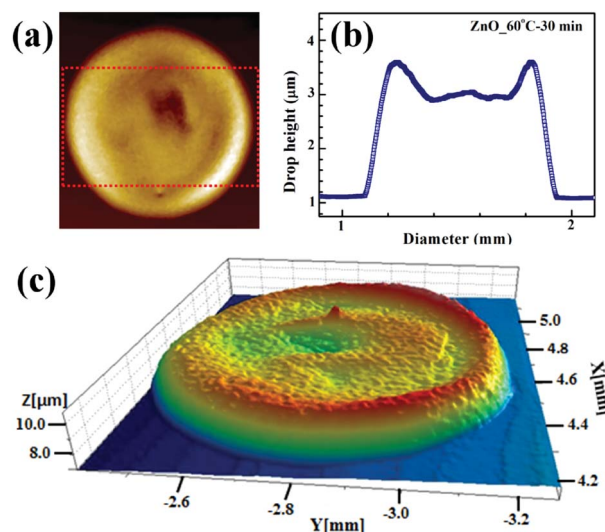 (a)
(b)
ZnO_60°C-30 min
Drop height (μm)
4
3
2
1
1
2
Diameter (mm)
(c)
Z[μm]
10.0
8.0
5.0
4.8
4.6
4.4
4.2
X[mm]
-2.6
-2.8
-3.0
-3.2
Y[mm]